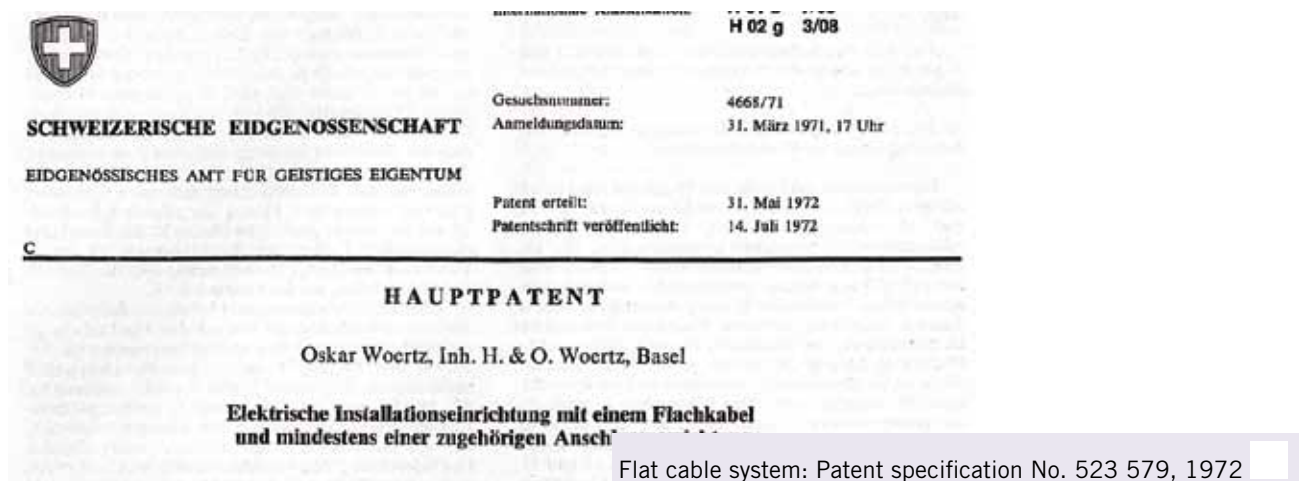 H 02 g 3/08
Gesuchsnummer: 4668/71
SCHWEIZERISCHE EIDGENOSSENSCHAFT
Anmeldungsdatum: 31. März 1971, 17 Uhr
EIDGENÖSSISCHES AMT FÜR GEISTIGES EIGENTUM
Patent erteilt: 31. Mai 1972
Patentschrift veröffentlicht: 14. Juli 1972
C
HAUPTPATENT
Oskar Woertz, Inh. H. & O. Woertz, Basel
Elektrische Installationseinrichtung mit einem Flachkabel
und mindestens einer zugehörigen
Flat cable system: Patent specification No. 523 579, 1972